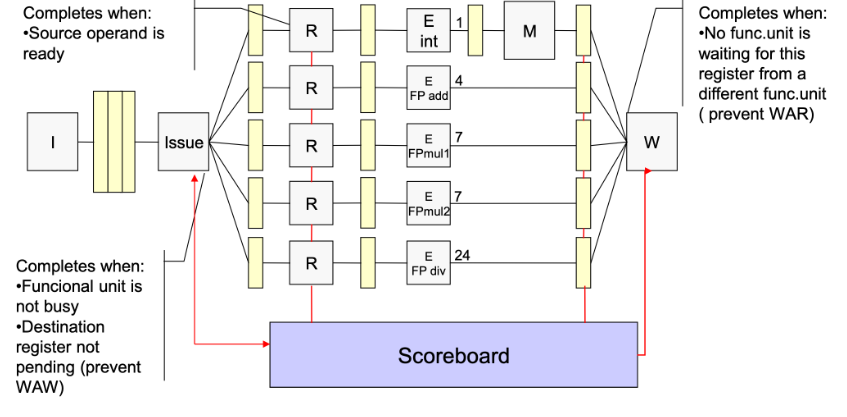 Completes when:
•Source operand is
ready
R
E
int
1
M
Completes when:
•No func.unit is
waiting for this
register from a
different func.unit
( prevent WAR)
R
E
FP add
4
I
Issue
R
E
FPmul1
7
W
R
E
FPmul2
7
R
E
FP div
24
Completes when:
•Funcional unit is
not busy
•Destination
register not
pending (prevent
WAW)
Scoreboard